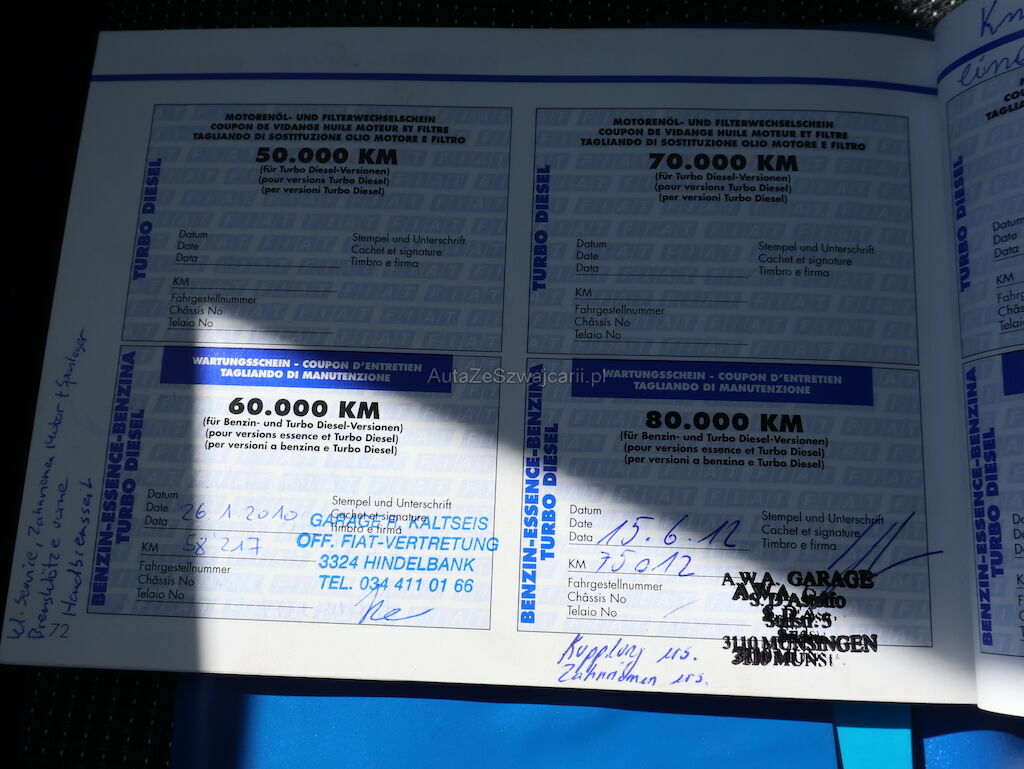 MOTORENÖL- UND FILTERWECHSELSCHEIN
COUPON DE VIDANGE HUILE MOTEUR ET FILTRE
TAGLIANDO DI SOSTITUZIONE OLIO MOTORE E FILTRO
50.000 KM
(für Turbo Diesel-Versionen)
(pour versions Turbo Diesel)
(per versioni Turbo Diesel)
TURBO DIESEL
Datum
Date
Data
Stempel und Unterschrift
Cachet et signature
Timbro e firma
KM
Fahrgestellnummer
Châssis No
Telaio No
MOTORENÖL- UND FILTERWECHSELSCHEIN
COUPON DE VIDANGE HUILE MOTEUR ET FILTRE
TAGLIANDO DI SOSTITUZIONE OLIO MOTORE E FILTRO
70.000 KM
(für Turbo Diesel-Versionen)
(pour versions Turbo Diesel)
(per versioni Turbo Diesel)
TURBO DIESEL
Datum
Date
Data
Stempel und Unterschrift
Cachet et signature
Timbro e firma
KM
Fahrgestellnummer
Châssis No
Telaio No
WARTUNGSSCHEIN - COUPON D'ENTRETIEN
TAGLIANDO DI MANUTENZIONE
60.000 KM
(für Benzin- und Turbo Diesel-Versionen)
(pour versions essence et Turbo Diesel)
(per versioni a benzina e Turbo Diesel)
BENZIN-ESSENCE-BENZINA
TURBO DIESEL
Datum
Date
Data 26 1 2010
Stempel und Unterschrift
Cachet et signature
Timbro e firma
GARAGE P. KALTSEIS
OFF. FIAT-VERTRETUNG
3324 HINDELBANK
TEL. 034 411 01 66
KM 58 217
Fahrgestellnummer
Châssis No
Telaio No
WARTUNGSSCHEIN - COUPON D'ENTRETIEN
TAGLIANDO DI MANUTENZIONE
80.000 KM
(für Benzin- und Turbo Diesel-Versionen)
(pour versions essence et Turbo Diesel)
(per versioni a benzina e Turbo Diesel)
BENZIN-ESSENCE-BENZINA
TURBO DIESEL
Datum
Date
Data 15.6.12
Stempel und Unterschrift
Cachet et signature
Timbro e firma
KM 75012
Fahrgestellnummer
Châssis No
Telaio No
A.W.A. GARAGE
3110 MÜNSINGEN
Kupplung ers.
Zahnriemen ers.
kl. Service, Zahnriemen, Motor +
vorne
Handbremsseil
72
AutaZeSzwajcarii.pl
BENZIN-ESSENCE-BENZINA
TURBO DIESEL
TURBO DIESEL
Datum
Date
Data
KM